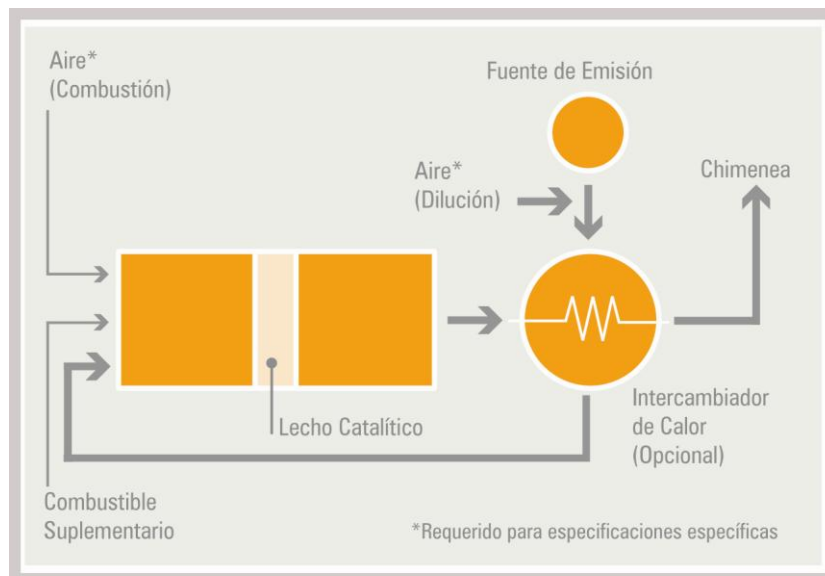 Aire*
(Combustión)
Fuente de Emisión
Aire*
(Dilución)
Chimenea
Lecho Catalítico
Intercambiador
de Calor
(Opcional)
Combustible
Suplementario
*Requerido para especificaciones específicas